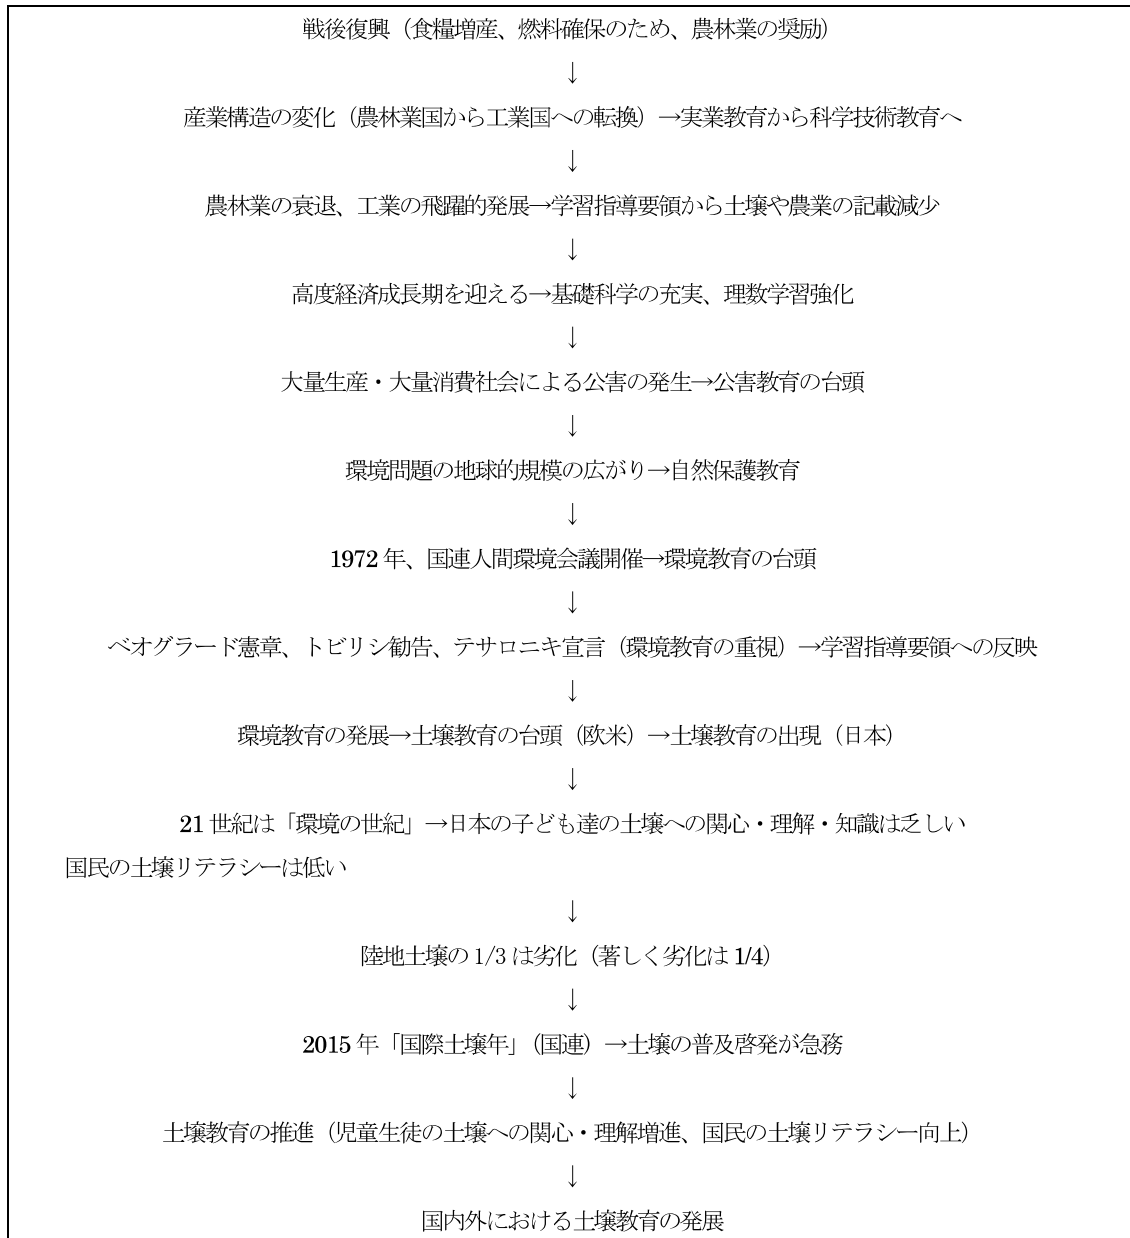 戦後復興（食糧増産、燃料確保のため、農林業の奨励）
↓
産業構造の変化（農林業国から工業国への転換）→実業教育から科学技術教育へ
↓
農林業の衰退、工業の飛躍的発展→学習指導要領から土壌や農業の記載減少
↓
高度経済成長期を迎える→基礎科学の充実、理数学習強化
↓
大量生産・大量消費社会による公害の発生→公害教育の台頭
↓
環境問題の地球的規模の広がり→自然保護教育
↓
1972 年、国連人間環境会議開催→環境教育の台頭
↓
ベオグラード憲章、トビリシ勧告、テサロニキ宣言（環境教育の重視）→学習指導要領への反映
↓
環境教育の発展→土壌教育の台頭（欧米）→土壌教育の出現（日本）
↓
21 世紀は「環境の世紀」→日本の子ども達の土壌への関心・理解・知識は乏しい
国民の土壌リテラシーは低い
↓
陸地土壌の 1/3 は劣化（著しく劣化は 1/4）
↓
2015 年「国際土壌年」（国連）→土壌の普及啓発が急務
↓
土壌教育の推進（児童生徒の土壌への関心・理解増進、国民の土壌リテラシー向上）
↓
国内外における土壌教育の発展